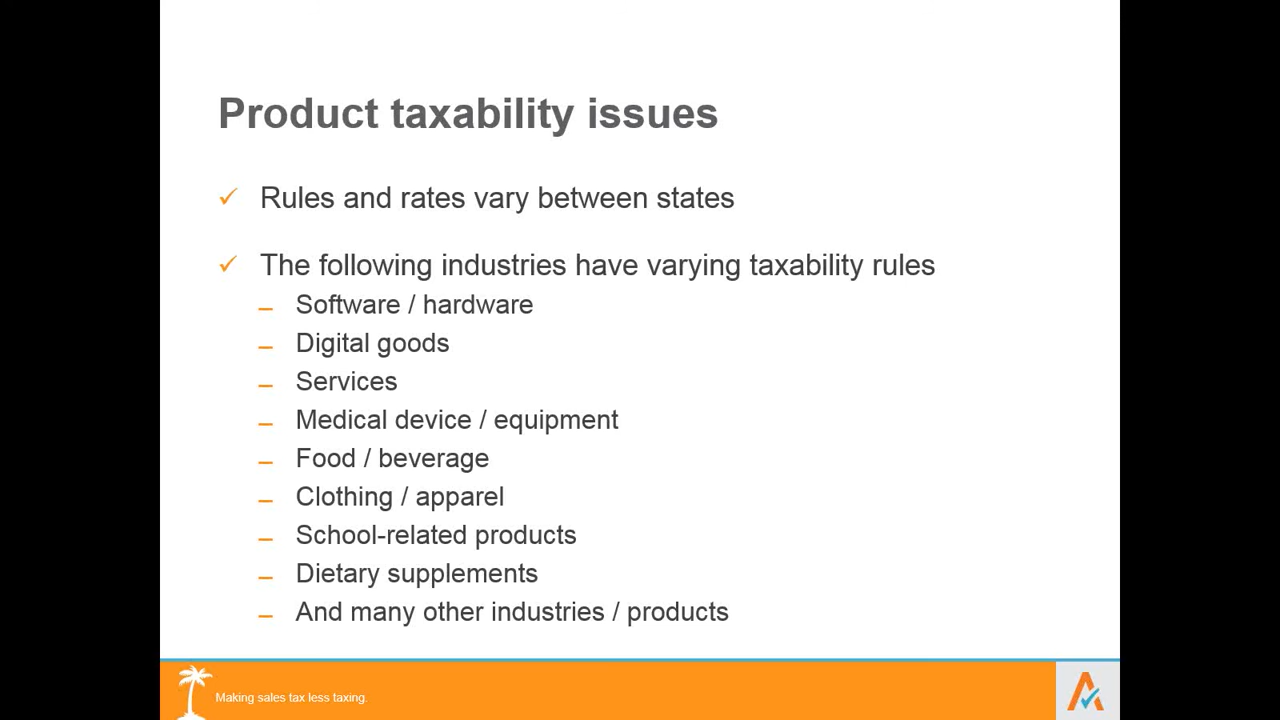 Product taxability issues
Rules and rates vary between states
The following industries have varying taxability rules
Software / hardware
Digital goods
Services
Medical device / equipment
Food / beverage
Clothing / apparel
School-related products
Dietary supplements
And many other industries / products
Making sales tax less taxing.